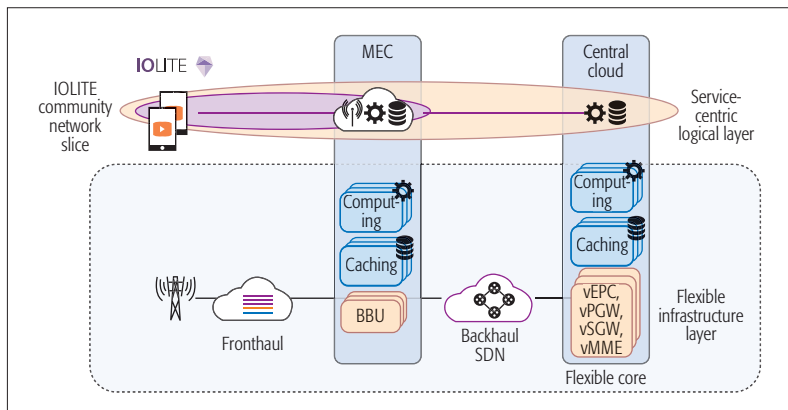 MEC
Central
cloud
IOLITE
IOLITE
community
network
slice
Service-
centric
logical layer
Comput-
ing
Caching
BBU
Fronthaul
Backhaul
SDN
Comput-
ing
Caching
vEPC,
vPGW,
vSGW,
vMME
Flexible
infrastructure
layer
Flexible core